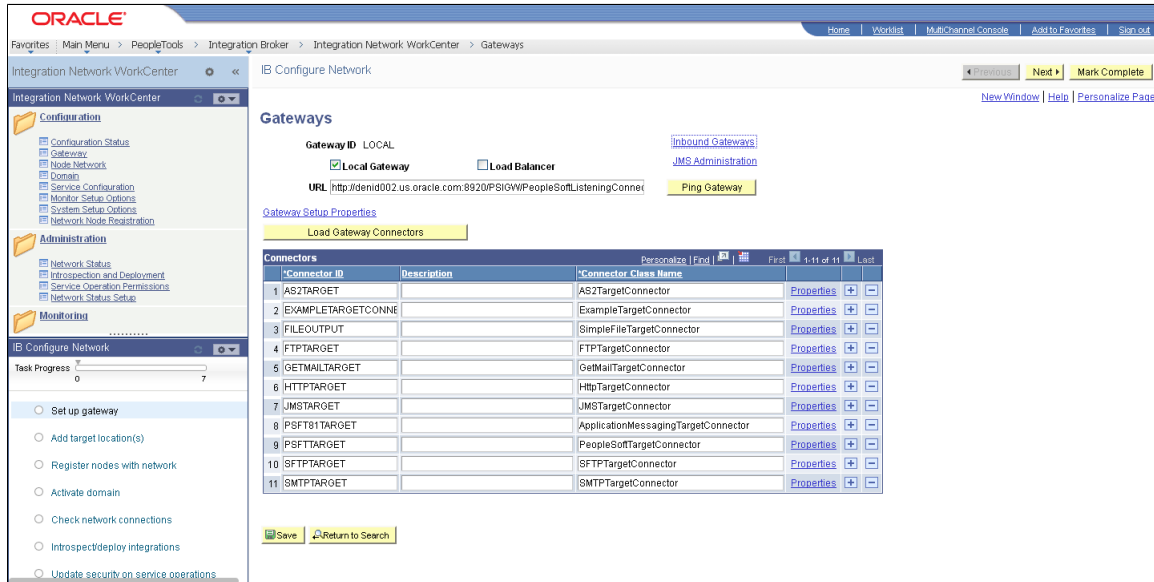 ORACLE
Home | Worklist | MultiChannel Console | Add to Favorites | Sign out
Favorites Main Menu > PeopleTools > Integration Broker > Integration Network WorkCenter > Gateways
Integration Network WorkCenter «
IB Configure Network
Previous Next Mark Complete
New Window | Help | Personalize Page
Integration Network WorkCenter
Configuration
Configuration Status
Gateway
Node Network
Domain
Service Configuration
Monitor Setup Options
System Setup Options
Network Node Registration
Administration
Network Status
Introspection and Deployment
Service Operation Permissions
Network Status Setup
Monitoring
IB Configure Network
Task Progress
0 7
Set up gateway
Add target location(s)
Register nodes with network
Activate domain
Check network connections
Introspect/deploy integrations
Update security on service operations
Gateways
Gateway ID LOCAL
Inbound Gateways
Local Gateway Load Balancer
JMS Administration
URL http://denid002.us.oracle.com:8920/PSIGW/PeopleSoftListeningConnec
Ping Gateway
Gateway Setup Properties
Load Gateway Connectors
Connectors Personalize | Find | First 1-11 of 11 Last
*Connector ID Description *Connector Class Name
1 AS2TARGET AS2TargetConnector Properties + −
2 EXAMPLETARGETCONNE ExampleTargetConnector Properties + −
3 FILEOUTPUT SimpleFileTargetConnector Properties + −
4 FTPTARGET FTPTargetConnector Properties + −
5 GETMAILTARGET GetMailTargetConnector Properties + −
6 HTTPTARGET HttpTargetConnector Properties + −
7 JMSTARGET JMSTargetConnector Properties + −
8 PSFT81TARGET ApplicationMessagingTargetConnector Properties + −
9 PSFTTARGET PeopleSoftTargetConnector Properties + −
10 SFTPTARGET SFTPTargetConnector Properties + −
11 SMTPTARGET SMTPTargetConnector Properties + −
Save Return to Search